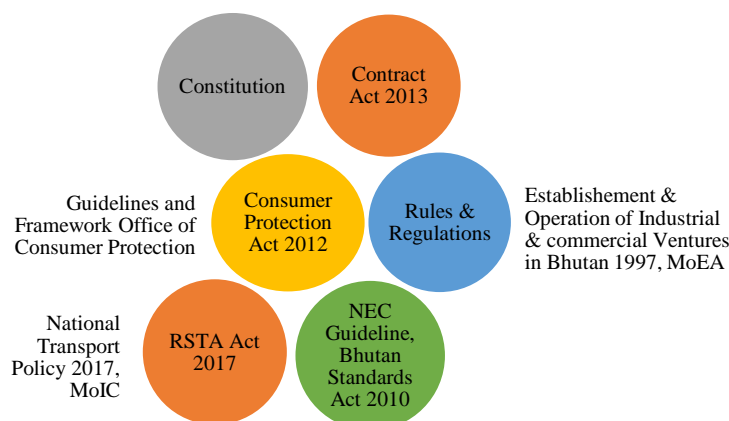 Constitution
Contract
Act 2013
Guidelines and
Framework Office of
Consumer Protection
Consumer
Protection
Act 2012
Rules &
Regulations
Establishement &
Operation of Industrial
& commercial Ventures
in Bhutan 1997, MoEA
National
Transport
Policy 2017,
MoIC
RSTA Act
2017
NEC
Guideline,
Bhutan
Standards
Act 2010